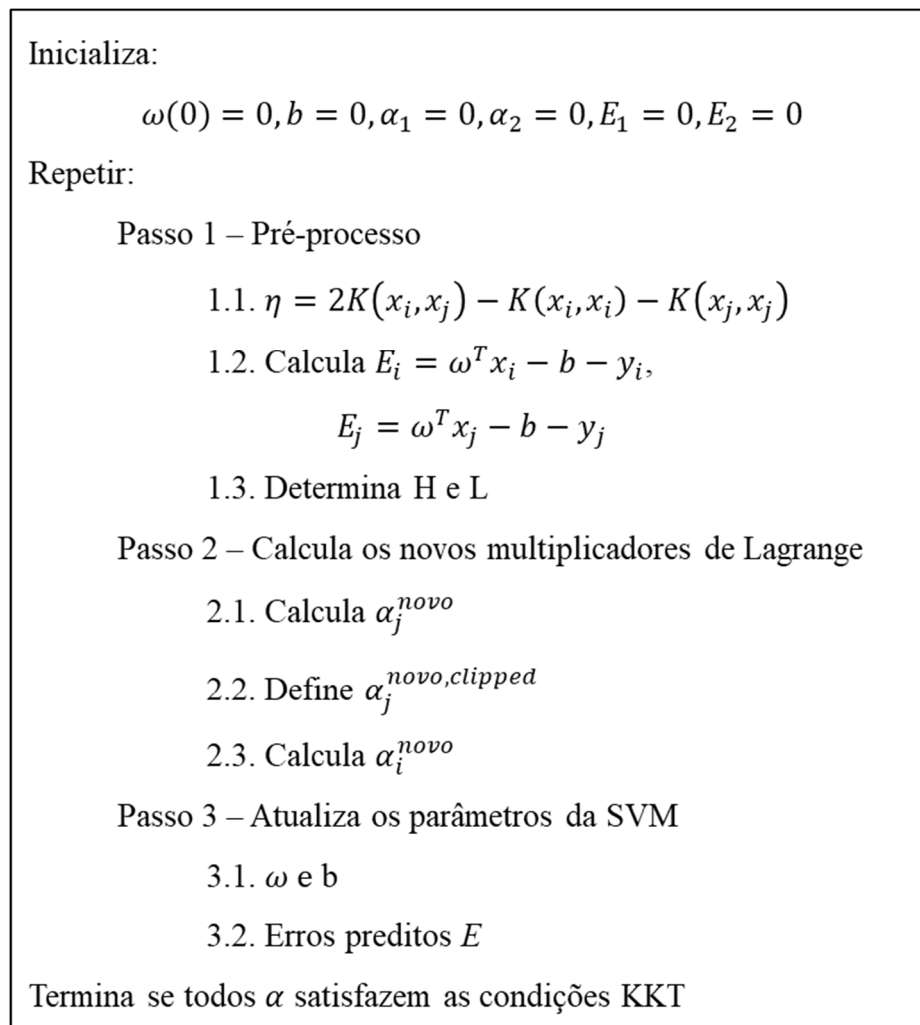 Inicializa:
ω(0) = 0, b = 0, α₁ = 0, α₂ = 0, E₁ = 0, E₂ = 0
Repetir:
Passo 1 – Pré-processo
1.1. η = 2K(xᵢ, xⱼ) − K(xᵢ, xᵢ) − K(xⱼ, xⱼ)
1.2. Calcula Eᵢ = ωᵀxᵢ − b − yᵢ,
Eⱼ = ωᵀxⱼ − b − yⱼ
1.3. Determina H e L
Passo 2 – Calcula os novos multiplicadores de Lagrange
2.1. Calcula αⱼ^novo
2.2. Define αⱼ^novo,clipped
2.3. Calcula αᵢ^novo
Passo 3 – Atualiza os parâmetros da SVM
3.1. ω e b
3.2. Erros preditos E
Termina se todos α satisfazem as condições KKT